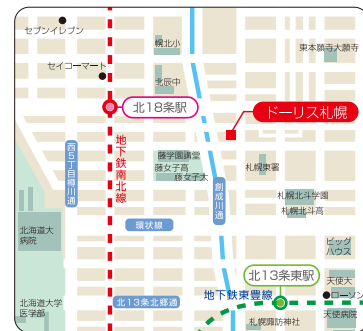 セブンイレブン
幌北小
東本願寺大願寺
セイコーマート
北辰中
北18条駅
ドーリス札幌
地下鉄南北線
西5丁目樽川通
藤学園講堂
藤女子高
藤女子大
札幌東署
創成川通
札幌北斗学園
札幌北斗高
環状線
北海道大
病院
ビッグ
ハウス
北13条東駅
天使大
地下鉄東豊線
ローソン
北海道大学
医学部
北13条北郷通
札幌諏訪神社
天使病院